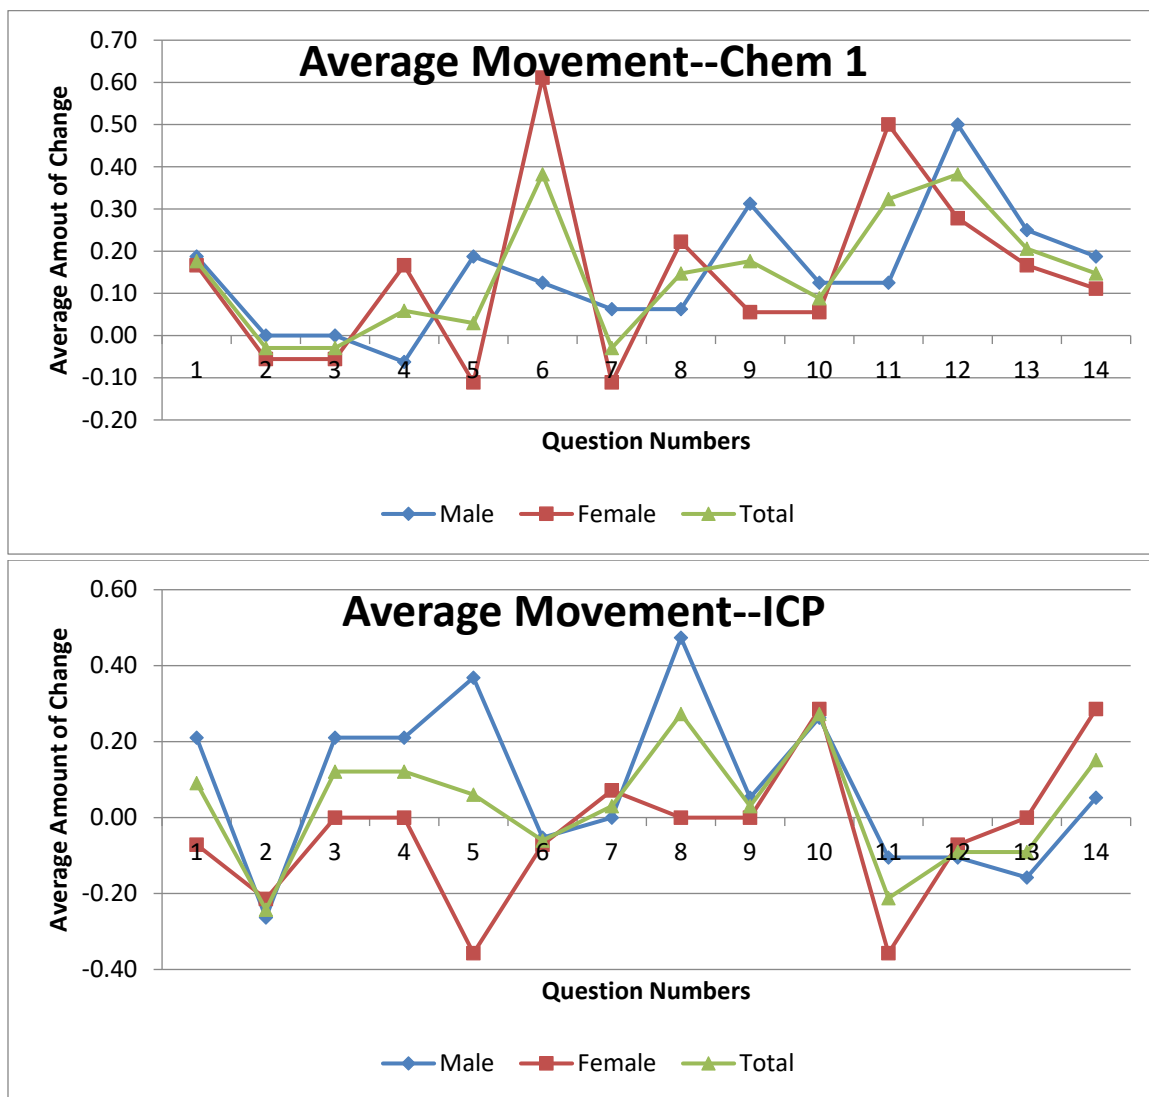 Average Movement--Chem 1
Average Amout of Change
0.70
0.60
0.50
0.40
0.30
0.20
0.10
0.00
-0.10
-0.20
1 2 3 4 5 6 7 8 9 10 11 12 13 14
Question Numbers
Male Female Total
Average Movement--ICP
Average Amount of Change
0.60
0.40
0.20
0.00
-0.20
-0.40
1 2 3 4 5 6 7 8 9 10 11 12 13 14
Question Numbers
Male Female Total